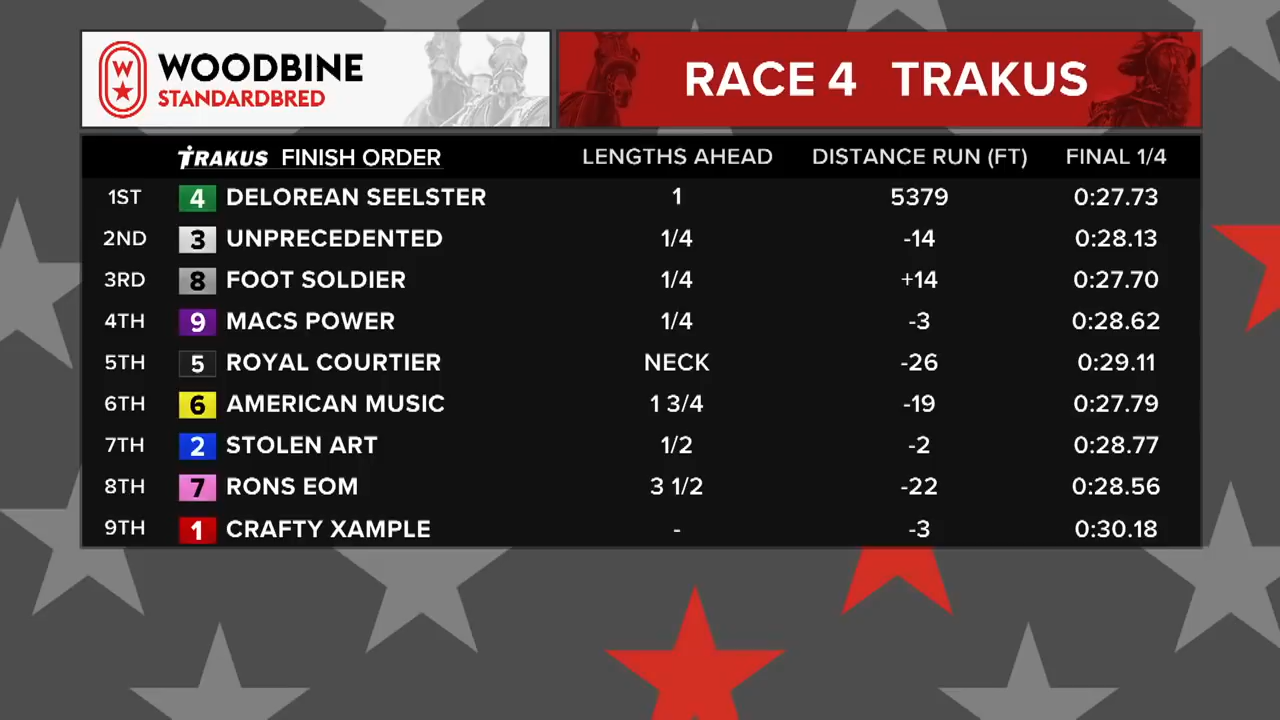 WOODBINE
STANDARDBRED
W
RACE 4 TRAKUS
TRAKUS FINISH ORDER LENGTHS AHEAD DISTANCE RUN (FT) FINAL 1/4
1ST 4 DELOREAN SEELSTER 1 5379 0:27.73
2ND 3 UNPRECEDENTED 1/4 -14 0:28.13
3RD 8 FOOT SOLDIER 1/4 +14 0:27.70
4TH 9 MACS POWER 1/4 -3 0:28.62
5TH 5 ROYAL COURTIER NECK -26 0:29.11
6TH 6 AMERICAN MUSIC 1 3/4 -19 0:27.79
7TH 2 STOLEN ART 1/2 -2 0:28.77
8TH 7 RONS EOM 3 1/2 -22 0:28.56
9TH 1 CRAFTY XAMPLE - -3 0:30.18